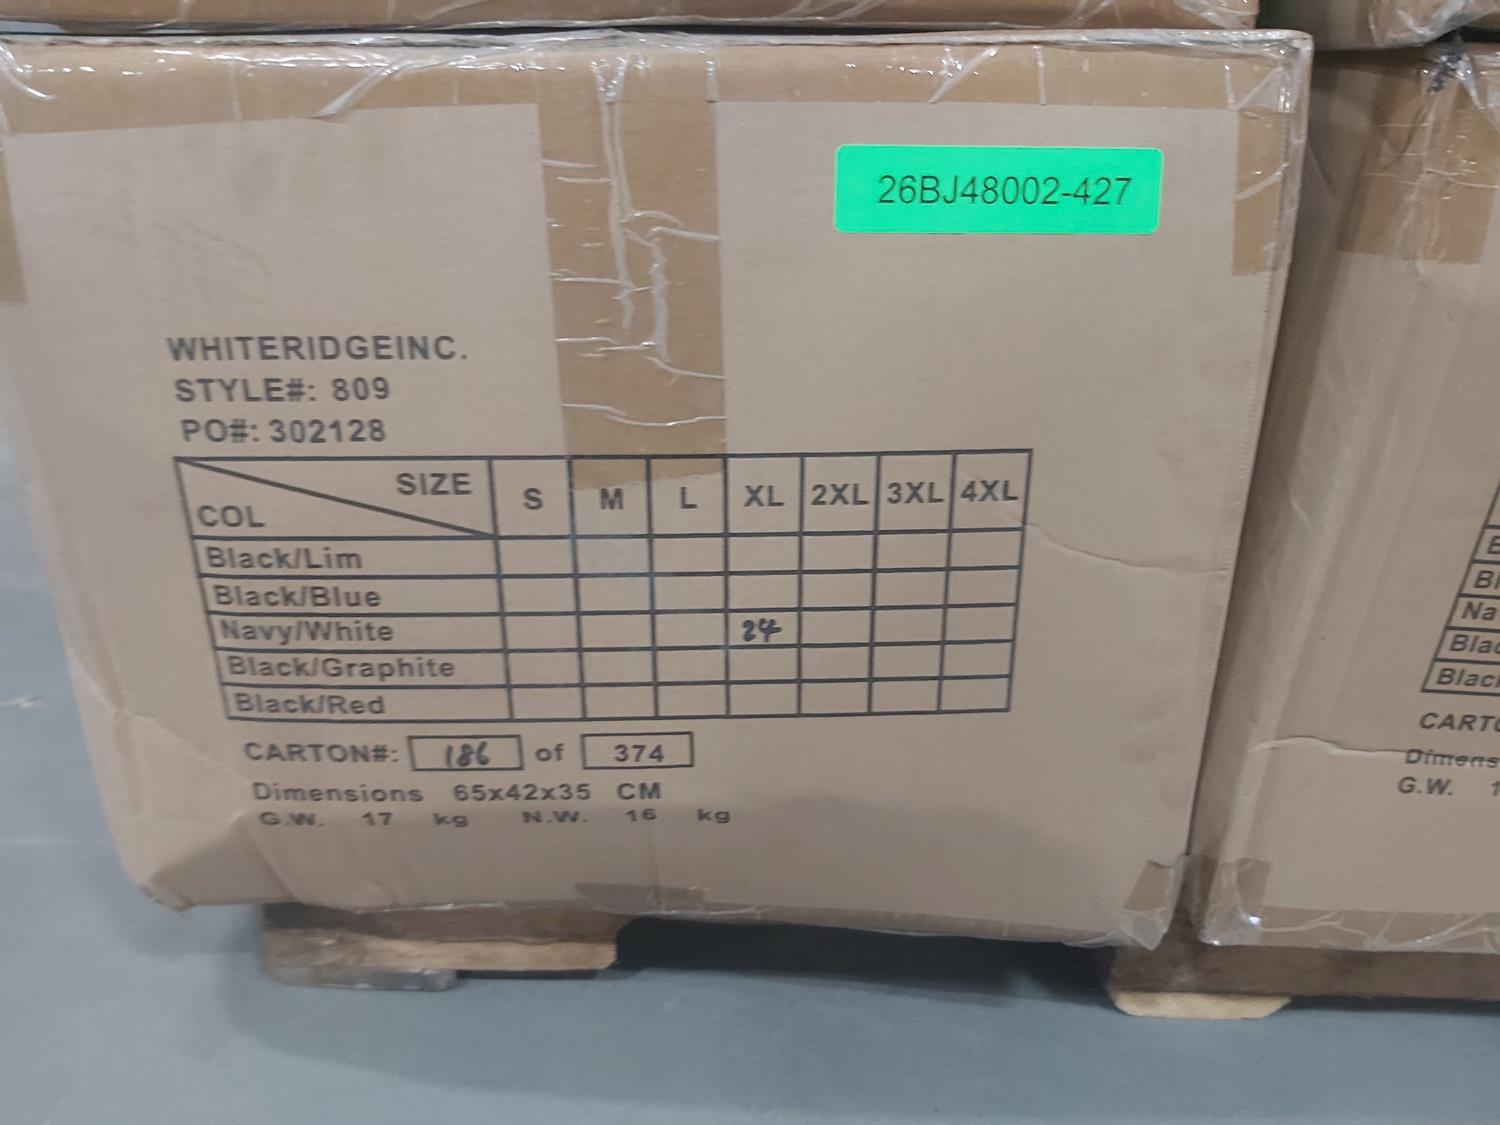 26BJ48002-427
WHITERIDGEINC.
STYLE#: 809
PO#: 302128
SIZE
COL
S M L XL 2XL 3XL 4XL
Black/Lim
Black/Blue
Navy/White 24
Black/Graphite
Black/Red
CARTON#: 186 of 374
Dimensions 65x42x35 CM
G.W. 17 kg N.W. 16 kg
G.W.